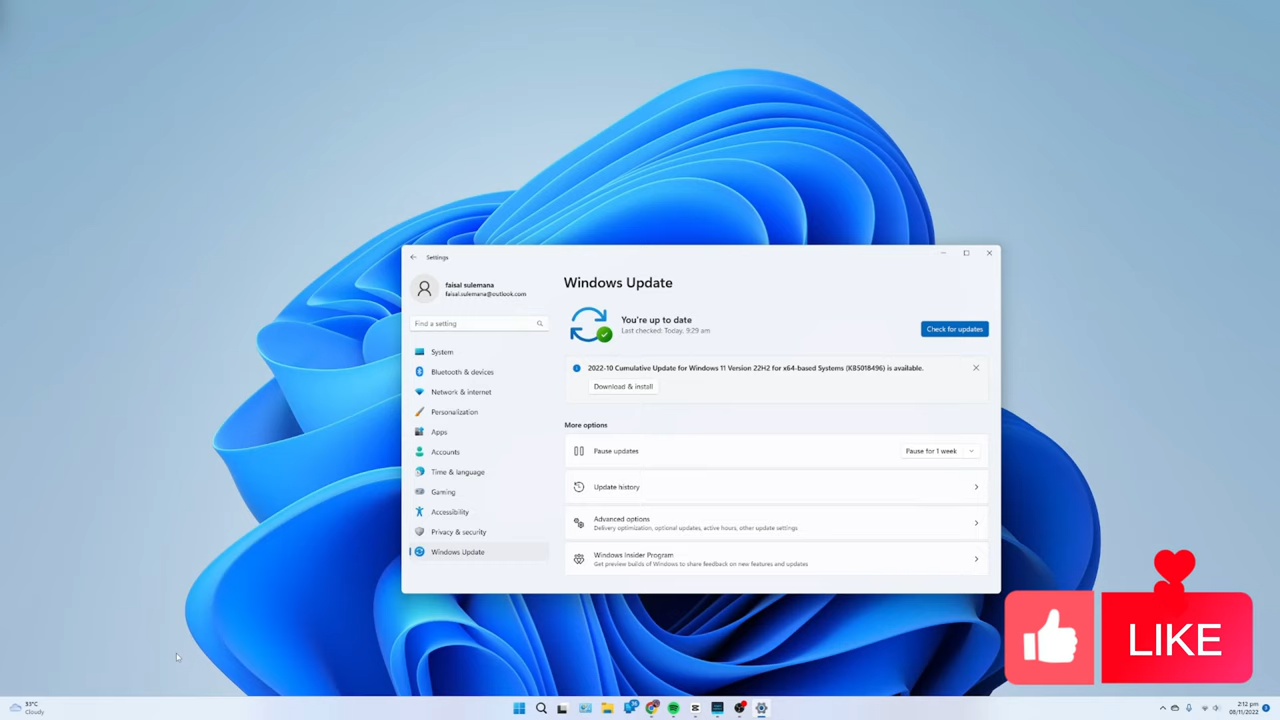 Settings
faisal sulemana
faisal.sulemana@outlook.com
Find a setting
System
Bluetooth & devices
Network & internet
Personalization
Apps
Accounts
Time & language
Gaming
Accessibility
Privacy & security
Windows Update
Windows Update
You're up to date
Last checked: Today, 9:29 am
Check for updates
2022-10 Cumulative Update for Windows 11 Version 22H2 for x64-based Systems (KB5018496) is available.
Download & install
More options
Pause updates
Pause for 1 week
Update history
Advanced options
Delivery optimization, optional updates, active hours, other update settings
Windows Insider Program
Get preview builds of Windows to share feedback on new features and updates
LIKE
33°C
Cloudy
2:12 pm
08/11/2022